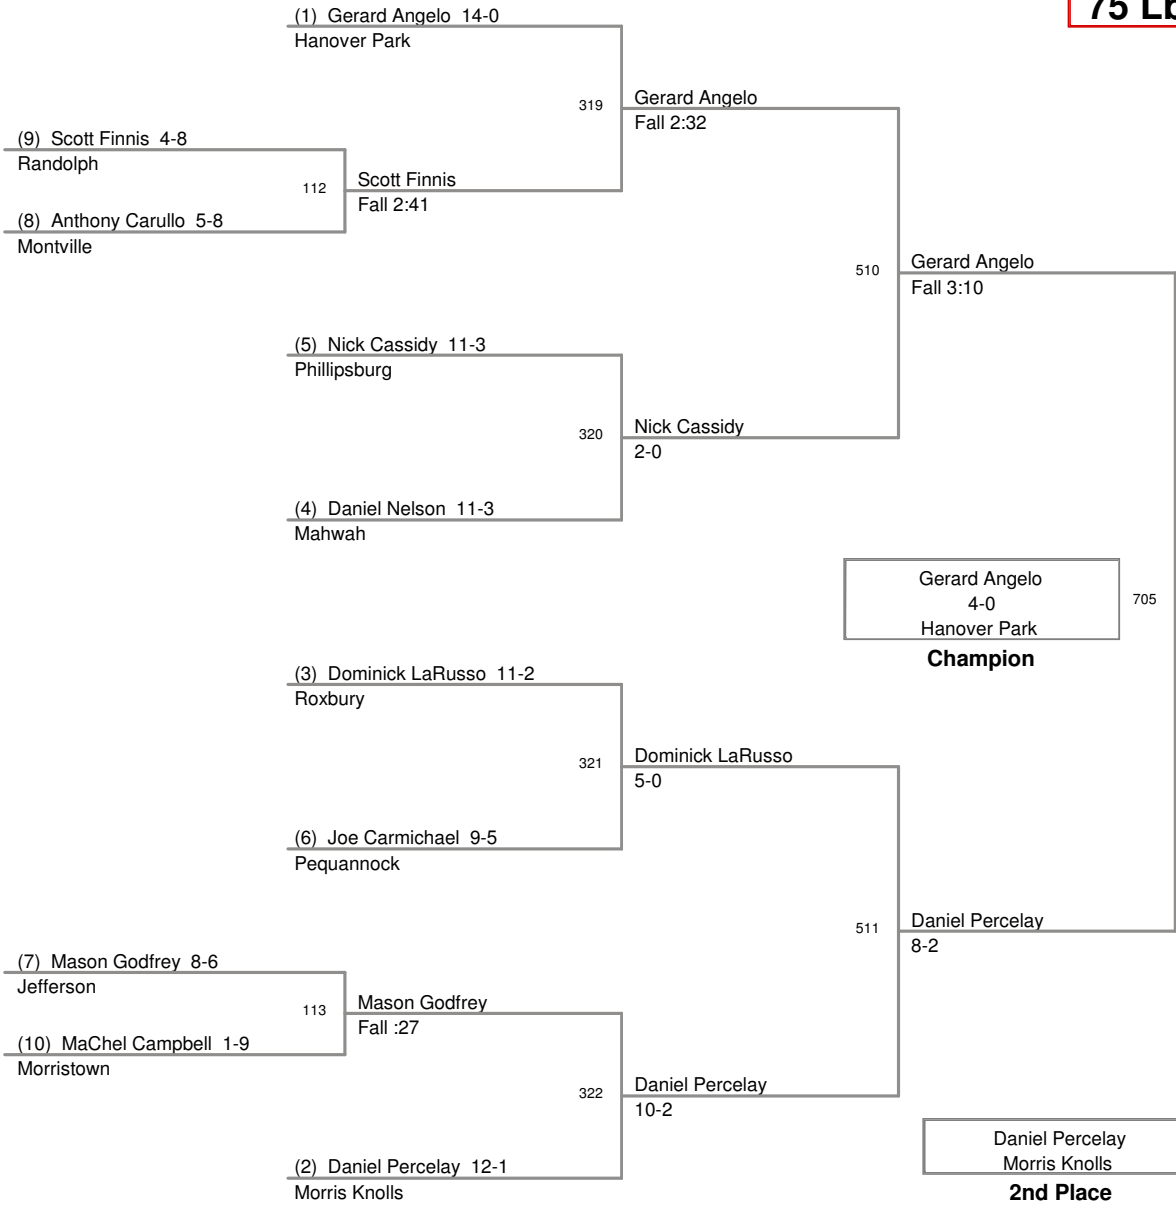 75 Lb
(1) Gerard Angelo 14-0
Hanover Park
319
Gerard Angelo
Fall 2:32
(9) Scott Finnis 4-8
Randolph
112
Scott Finnis
Fall 2:41
(8) Anthony Carullo 5-8
Montville
510
Gerard Angelo
Fall 3:10
(5) Nick Cassidy 11-3
Phillipsburg
320
Nick Cassidy
2-0
(4) Daniel Nelson 11-3
Mahwah
Gerard Angelo
4-0
Hanover Park
705
Champion
(3) Dominick LaRusso 11-2
Roxbury
321
Dominick LaRusso
5-0
(6) Joe Carmichael 9-5
Pequannock
511
Daniel Percelay
8-2
(7) Mason Godfrey 8-6
Jefferson
113
Mason Godfrey
Fall :27
(10) MaChel Campbell 1-9
Morristown
322
Daniel Percelay
10-2
(2) Daniel Percelay 12-1
Morris Knolls
Daniel Percelay
Morris Knolls
2nd Place